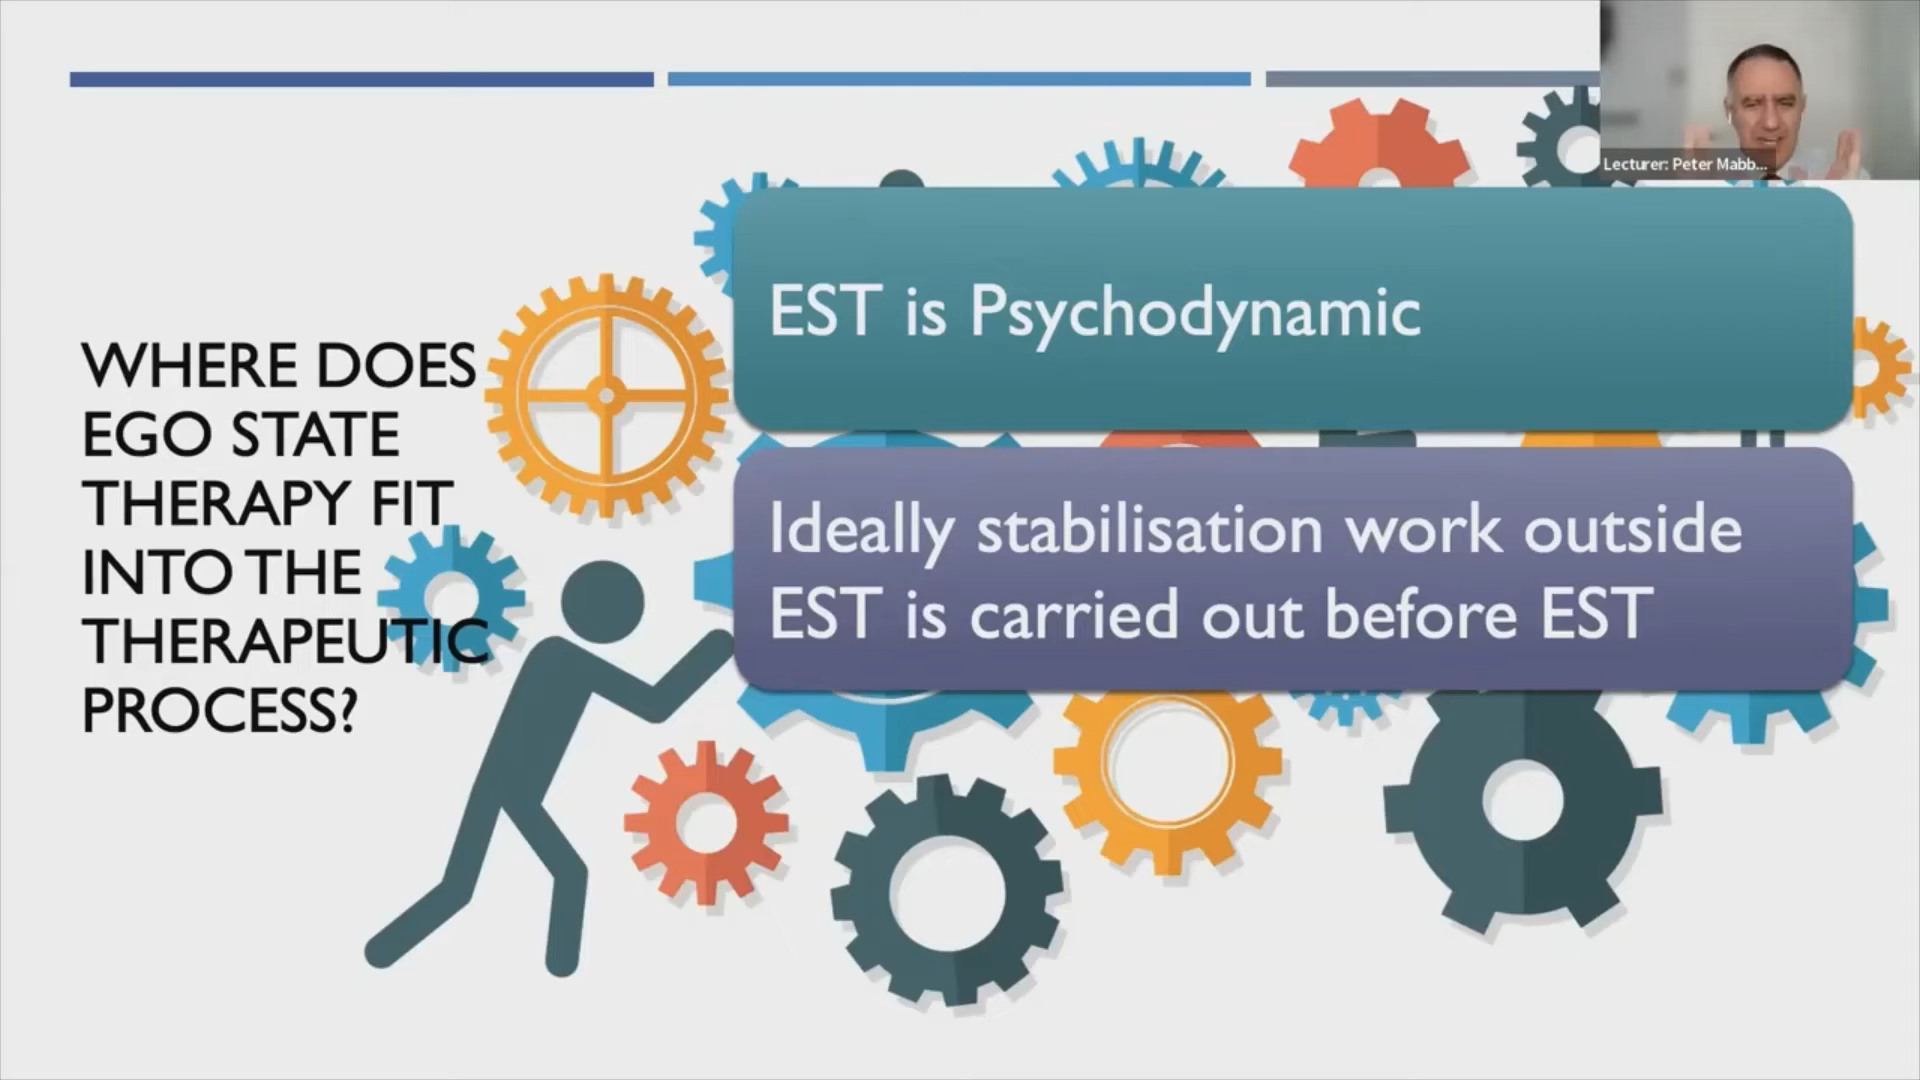 WHERE DOES
EGO STATE
THERAPY FIT
INTO THE
THERAPEUTIC
PROCESS?
EST is Psychodynamic
Ideally stabilisation work outside
EST is carried out before EST
Lecturer: Peter Mabb...